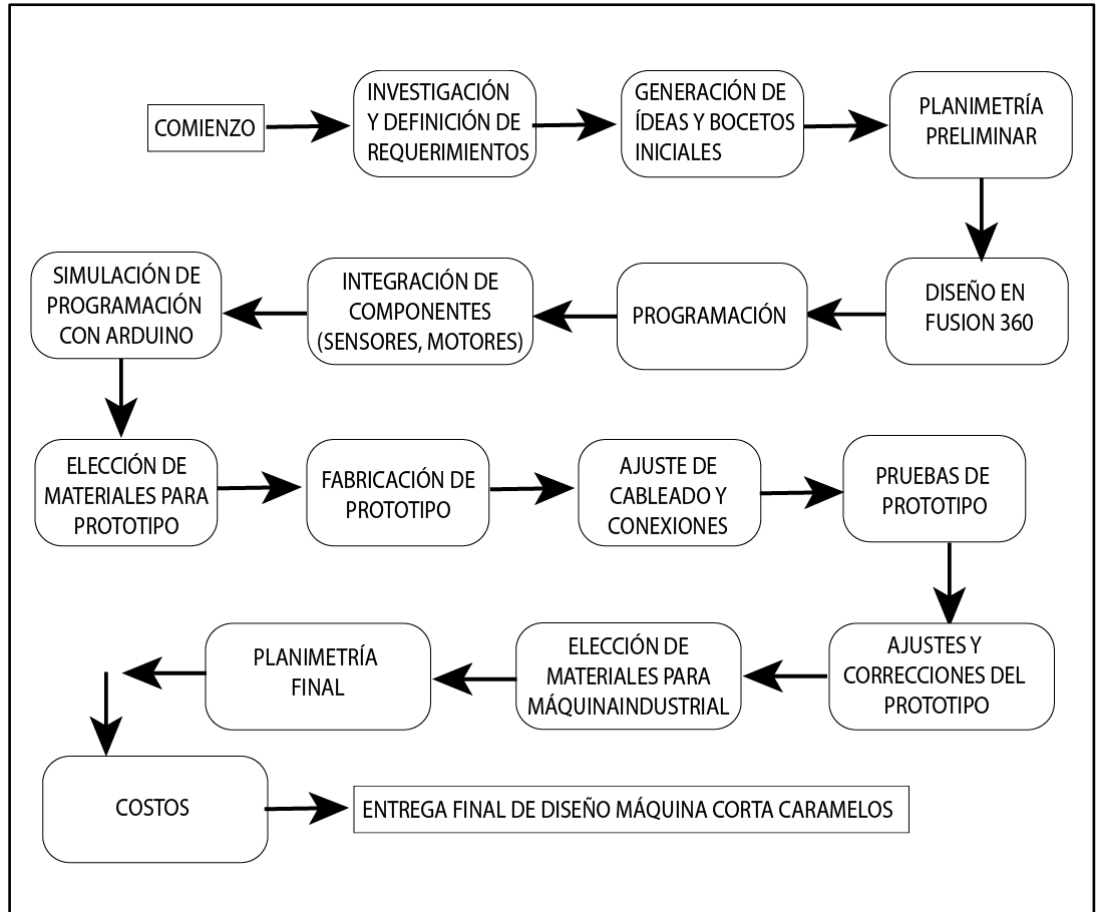 COMIENZO
INVESTIGACIÓN
Y DEFINICIÓN DE
REQUERIMIENTOS
GENERACIÓN DE
ÍDEAS Y BOCETOS
INICIALES
PLANIMETRÍA
PRELIMINAR
DISEÑO EN
FUSION 360
PROGRAMACIÓN
INTEGRACIÓN DE
COMPONENTES
(SENSORES, MOTORES)
SIMULACIÓN DE
PROGRAMACIÓN
CON ARDUINO
ELECCIÓN DE
MATERIALES PARA
PROTOTIPO
FABRICACIÓN DE
PROTOTIPO
AJUSTE DE
CABLEADO Y
CONEXIONES
PRUEBAS DE
PROTOTIPO
AJUSTES Y
CORRECCIONES DEL
PROTOTIPO
ELECCIÓN DE
MATERIALES PARA
MÁQUINAINDUSTRIAL
PLANIMETRÍA
FINAL
COSTOS
ENTREGA FINAL DE DISEÑO MÁQUINA CORTA CARAMELOS